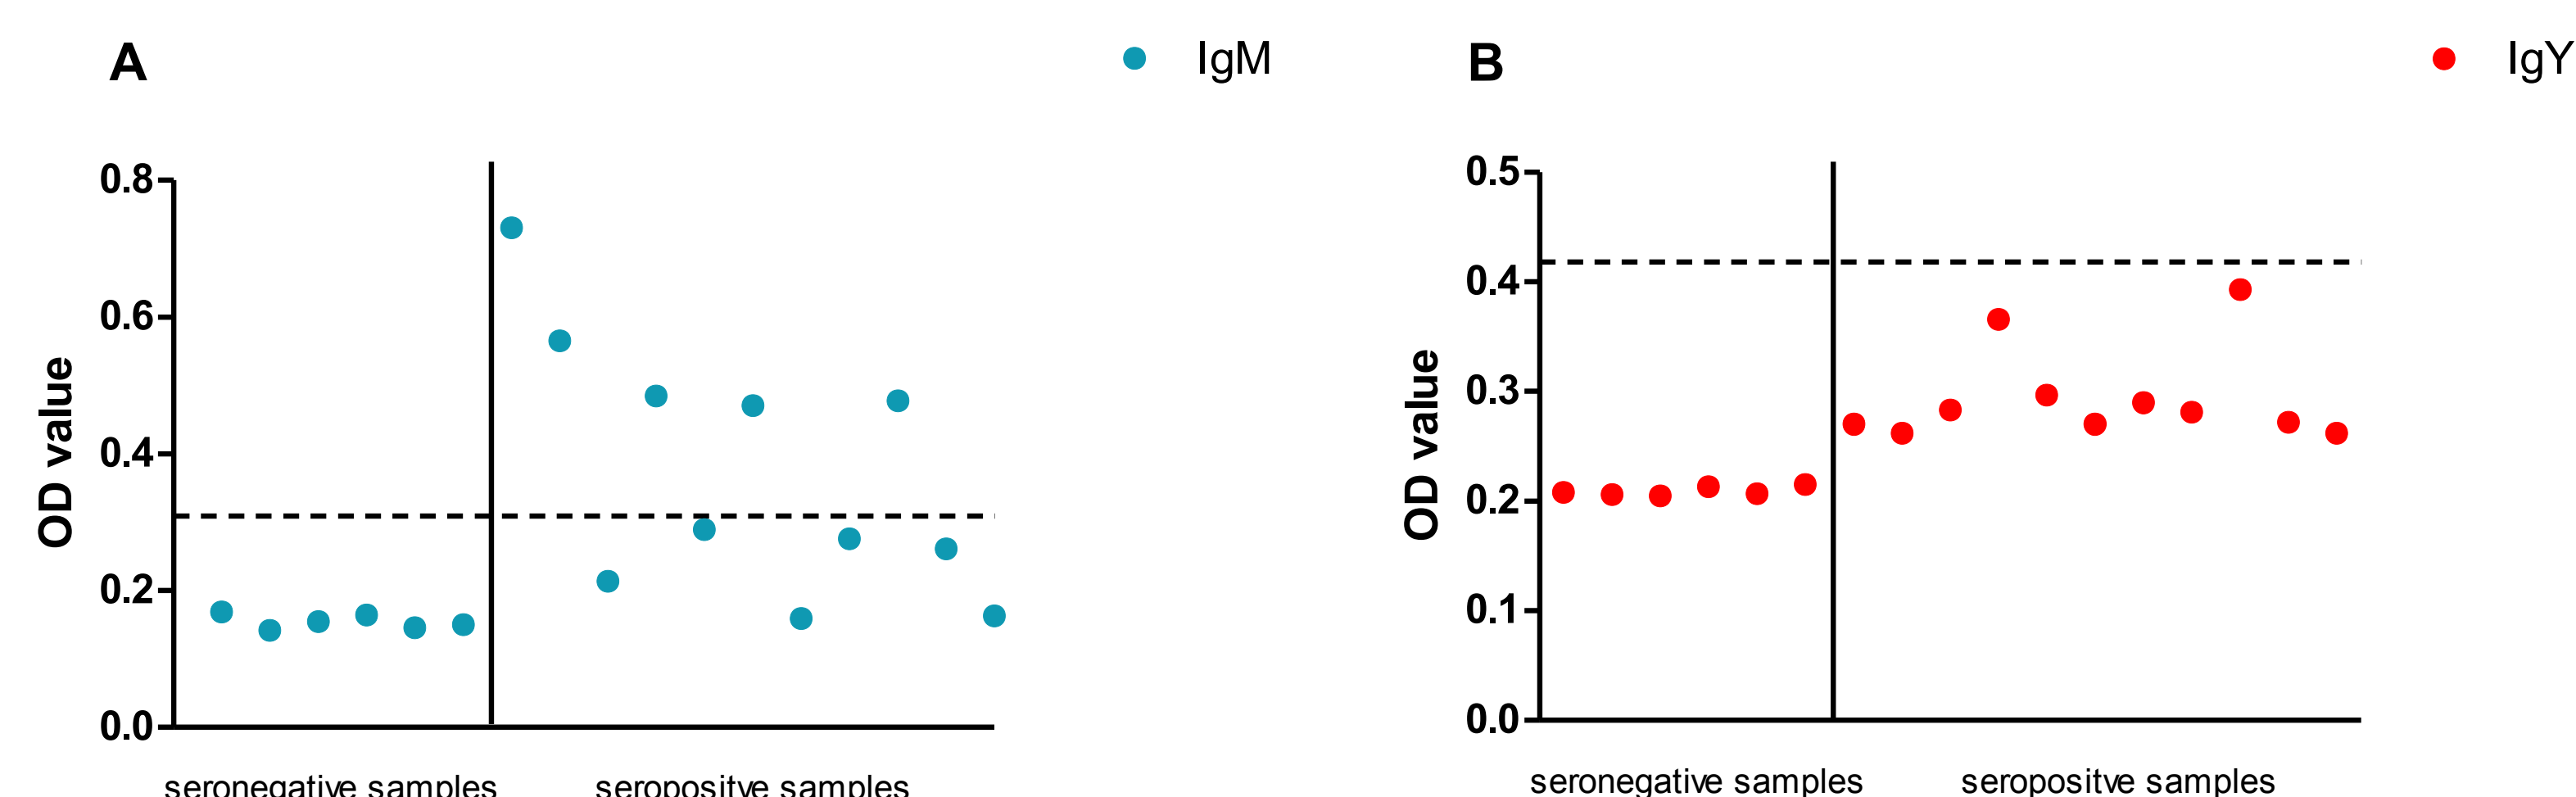 A
IgM
0.8
0.6
0.4
0.2
0.0
OD value
seronegative samples
seropositve samples
B
IgY
0.5
0.4
0.3
0.2
0.1
0.0
OD value
seronegative samples
seropositve samples